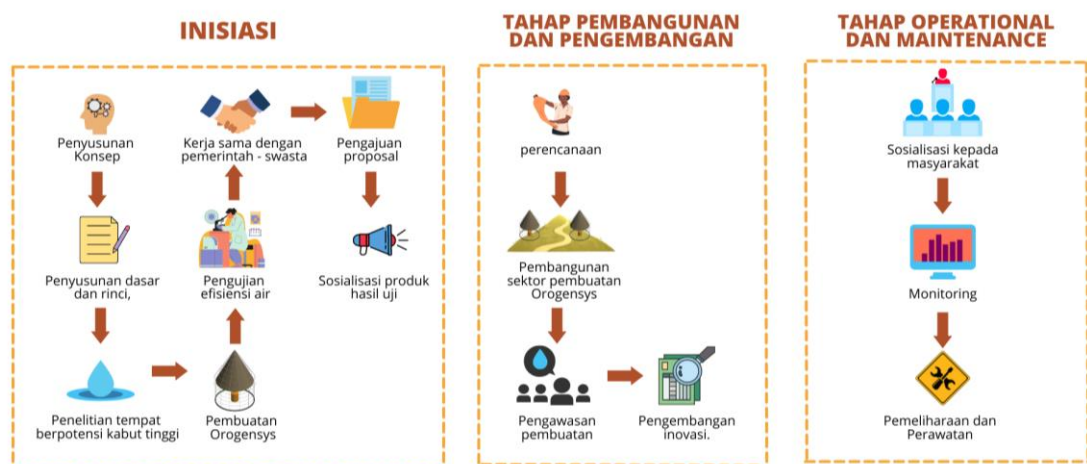 INISIASI
Penyusunan
Konsep
Penyusunan dasar
dan rinci,
Penelitian tempat
berpotensi kabut tinggi
Pembuatan
Orogensys
Pengujian
efisiensi air
Kerja sama dengan
pemerintah - swasta
Pengajuan
proposal
Sosialisasi produk
hasil uji
TAHAP PEMBANGUNAN
DAN PENGEMBANGAN
perencanaan
Pembangunan
sektor pembuatan
Orogensys
Pengawasan
pembuatan
Pengembangan
inovasi.
TAHAP OPERATIONAL
DAN MAINTENANCE
Sosialisasi kepada
masyarakat
Monitoring
Pemeliharaan dan
Perawatan